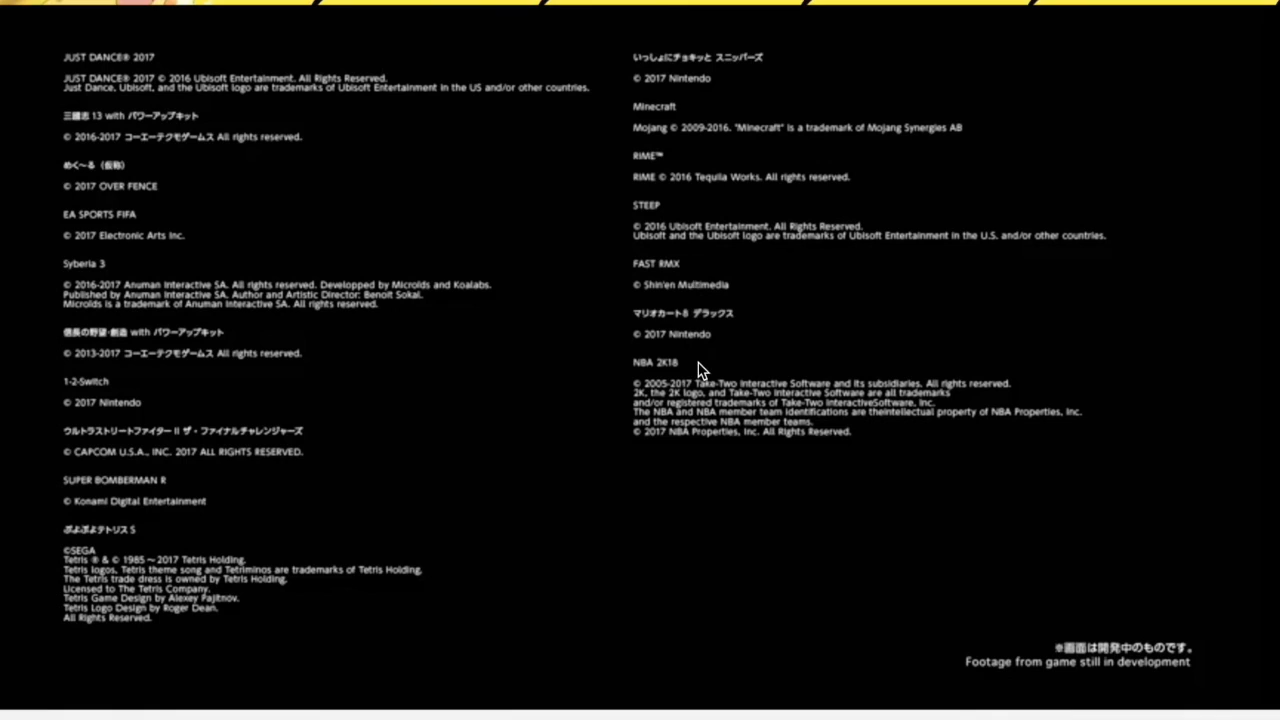 JUST DANCE® 2017
JUST DANCE® 2017 © 2016 Ubisoft Entertainment. All Rights Reserved.
Just Dance, Ubisoft, and the Ubisoft logo are trademarks of Ubisoft Entertainment in the US and/or other countries.
三國志 13 with パワーアップキット
© 2016-2017 コーエーテクモゲームス All rights reserved.
めく~る (仮称)
© 2017 OVER FENCE
EA SPORTS FIFA
© 2017 Electronic Arts Inc.
Syberia 3
© 2016-2017 Anuman Interactive SA. All rights reserved. Developped by Microids and Koalabs.
Published by Anuman Interactive SA. Author and Artistic Director: Benoit Sokal.
Microids is a trademark of Anuman Interactive SA. All rights reserved.
信長の野望・創造 with パワーアップキット
© 2013-2017 コーエーテクモゲームス All rights reserved.
1-2-Switch
© 2017 Nintendo
ウルトラストリートファイター II ザ・ファイナルチャレンジャーズ
© CAPCOM U.S.A., INC. 2017 ALL RIGHTS RESERVED.
SUPER BOMBERMAN R
© Konami Digital Entertainment
ぷよぷよテトリス S
©SEGA
Tetris ® & © 1985~2017 Tetris Holding.
Tetris logos, Tetris theme song and Tetriminos are trademarks of Tetris Holding.
The Tetris trade dress is owned by Tetris Holding.
Licensed to The Tetris Company.
Tetris Game Design by Alexey Pajitnov.
Tetris Logo Design by Roger Dean.
All Rights Reserved.
いっしょにチョキッと スニッパーズ
© 2017 Nintendo
Minecraft
Mojang © 2009-2016. "Minecraft" is a trademark of Mojang Synergies AB
RIME™
RIME © 2016 Tequila Works. All rights reserved.
STEEP
© 2016 Ubisoft Entertainment. All Rights Reserved.
Ubisoft and the Ubisoft logo are trademarks of Ubisoft Entertainment in the U.S. and/or other countries.
FAST RMX
© Shin'en Multimedia
マリオカート8 デラックス
© 2017 Nintendo
NBA 2K18
© 2005-2017 Take-Two Interactive Software and its subsidiaries. All rights reserved.
2K, the 2K logo, and Take-Two Interactive Software are all trademarks
and/or registered trademarks of Take-Two InteractiveSoftware, Inc.
The NBA and NBA member team identifications are theintellectual property of NBA Properties, Inc.
and the respective NBA member teams.
© 2017 NBA Properties, Inc. All Rights Reserved.
※画面は開発中のものです。
Footage from game still in development